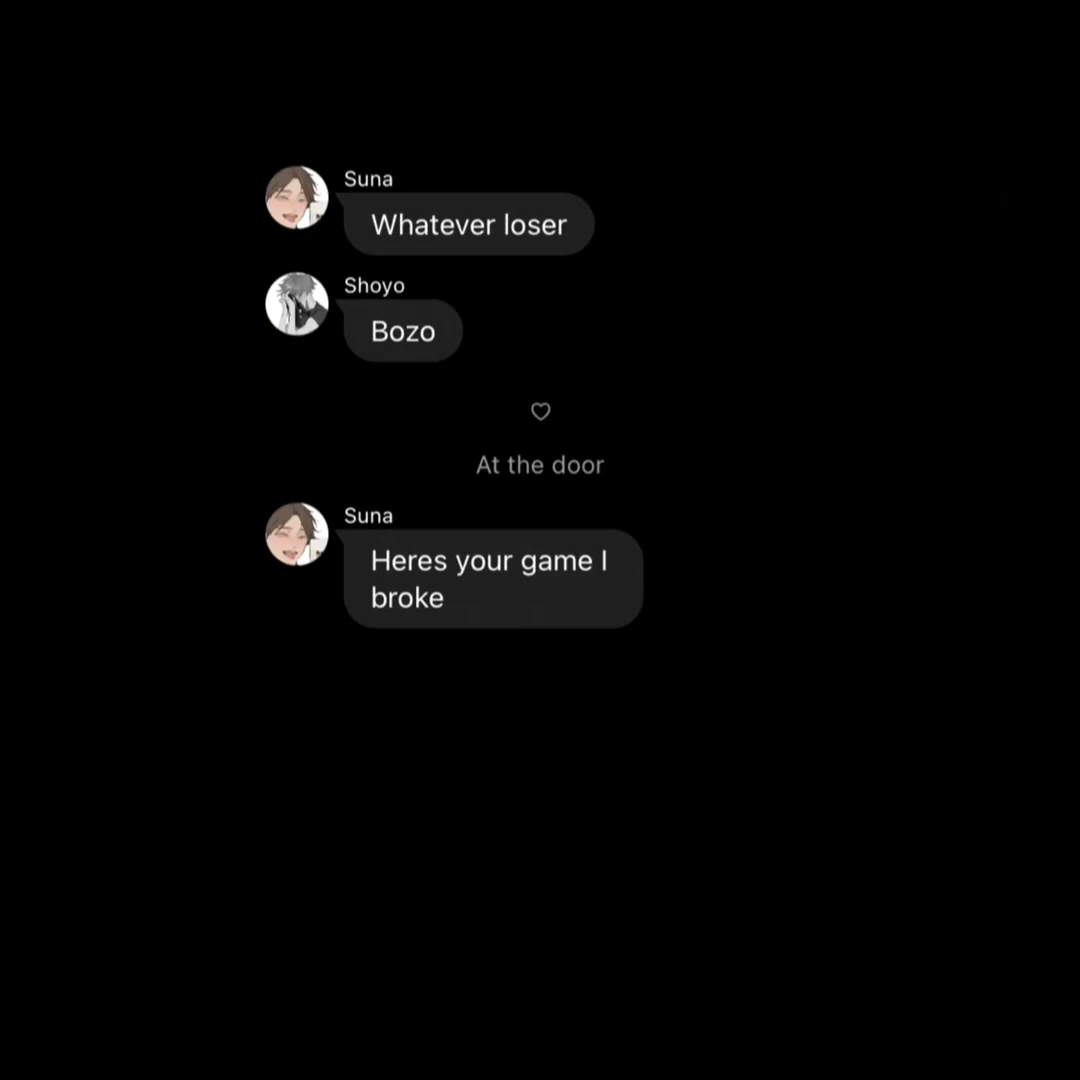 Suna
Whatever loser
Shoyo
Bozo
At the door
Suna
Heres your game I
broke